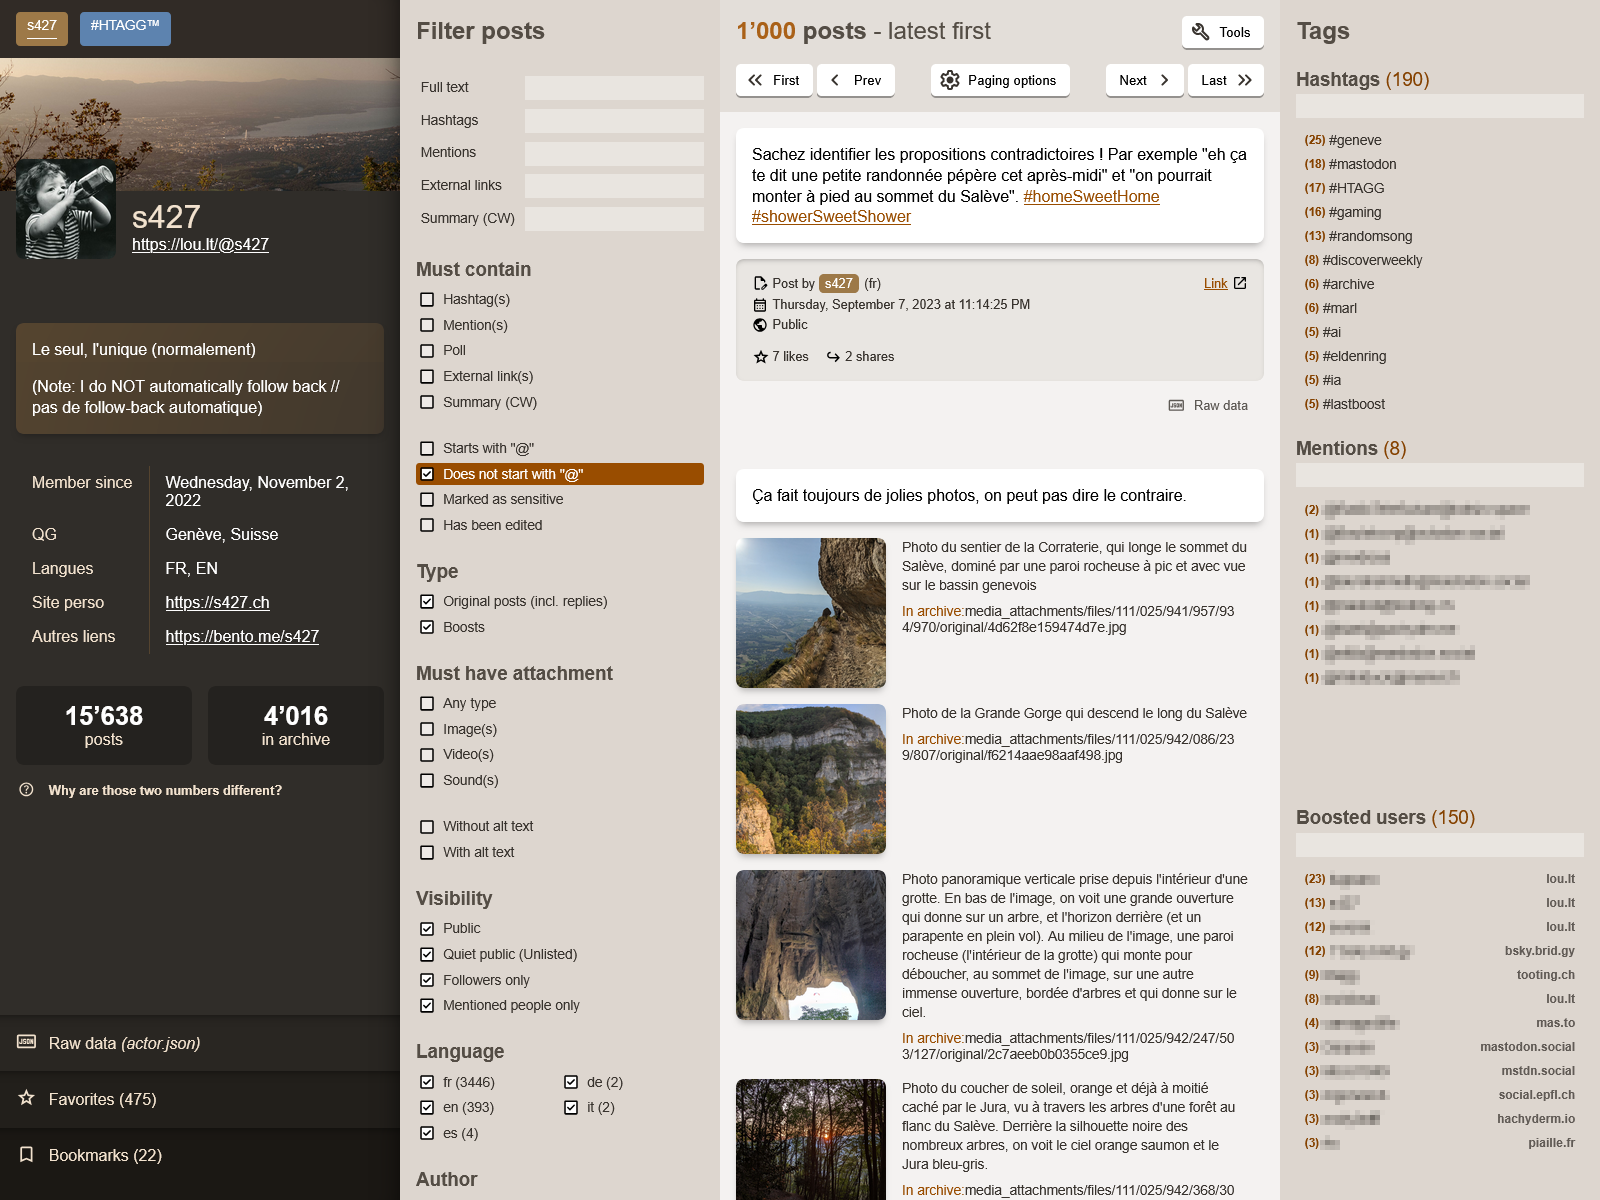 s427
#HTAGG™
s427
https://lou.lt/@s427
Le seul, l'unique (normalement)
(Note: I do NOT automatically follow back //
pas de follow-back automatique)
Member since
Wednesday, November 2,
2022
QG
Genève, Suisse
Langues
FR, EN
Site perso
https://s427.ch
Autres liens
https://bento.me/s427
15’638
posts
4’016
in archive
Why are those two numbers different?
JSON Raw data (actor.json)
Favorites (475)
Bookmarks (22)
Filter posts
Full text
Hashtags
Mentions
External links
Summary (CW)
Must contain
Hashtag(s)
Mention(s)
Poll
External link(s)
Summary (CW)
Starts with "@"
Does not start with "@"
Marked as sensitive
Has been edited
Type
Original posts (incl. replies)
Boosts
Must have attachment
Any type
Image(s)
Video(s)
Sound(s)
Without alt text
With alt text
Visibility
Public
Quiet public (Unlisted)
Followers only
Mentioned people only
Language
fr (3446)
de (2)
en (393)
it (2)
es (4)
Author
1’000 posts - latest first
Tools
First
Prev
Paging options
Next
Last
Sachez identifier les propositions contradictoires ! Par exemple "eh ça
te dit une petite randonnée pépère cet après-midi" et "on pourrait
monter à pied au sommet du Salève". #homeSweetHome
#showerSweetShower
Post by s427 (fr)
Link
Thursday, September 7, 2023 at 11:14:25 PM
Public
7 likes
2 shares
JSON Raw data
Ça fait toujours de jolies photos, on peut pas dire le contraire.
Photo du sentier de la Corraterie, qui longe le sommet du
Salève, dominé par une paroi rocheuse à pic et avec vue
sur le bassin genevois
In archive:media_attachments/files/111/025/941/957/93
4/970/original/4d62f8e159474d7e.jpg
Photo de la Grande Gorge qui descend le long du Salève
In archive:media_attachments/files/111/025/942/086/23
9/807/original/f6214aae98aaf498.jpg
Photo panoramique verticale prise depuis l'intérieur d'une
grotte. En bas de l'image, on voit une grande ouverture
qui donne sur un arbre, et l'horizon derrière (et un
parapente en plein vol). Au milieu de l'image, une paroi
rocheuse (l'intérieur de la grotte) qui monte pour
déboucher, au sommet de l'image, sur une autre
immense ouverture, bordée d'arbres et qui donne sur le
ciel.
In archive:media_attachments/files/111/025/942/247/50
3/127/original/2c7aeeb0b0355ce9.jpg
Photo du coucher de soleil, orange et déjà à moitié
caché par le Jura, vu à travers les arbres d'une forêt au
flanc du Salève. Derrière la silhouette noire des
nombreux arbres, on voit le ciel orange saumon et le
Jura bleu-gris.
In archive:media_attachments/files/111/025/942/368/30
Tags
Hashtags (190)
(25) #geneve
(18) #mastodon
(17) #HTAGG
(16) #gaming
(13) #randomsong
(8) #discoverweekly
(6) #archive
(6) #marl
(5) #ai
(5) #eldenring
(5) #ia
(5) #lastboost
Mentions (8)
(2)
(1)
(1)
(1)
(1)
(1)
(1)
(1)
Boosted users (150)
(23) lou.lt
(13) lou.lt
(12) lou.lt
(12) bsky.brid.gy
(9) tooting.ch
(8) lou.lt
(4) mas.to
(3) mastodon.social
(3) mstdn.social
(3) social.epfl.ch
(3) hachyderm.io
(3) piaille.fr